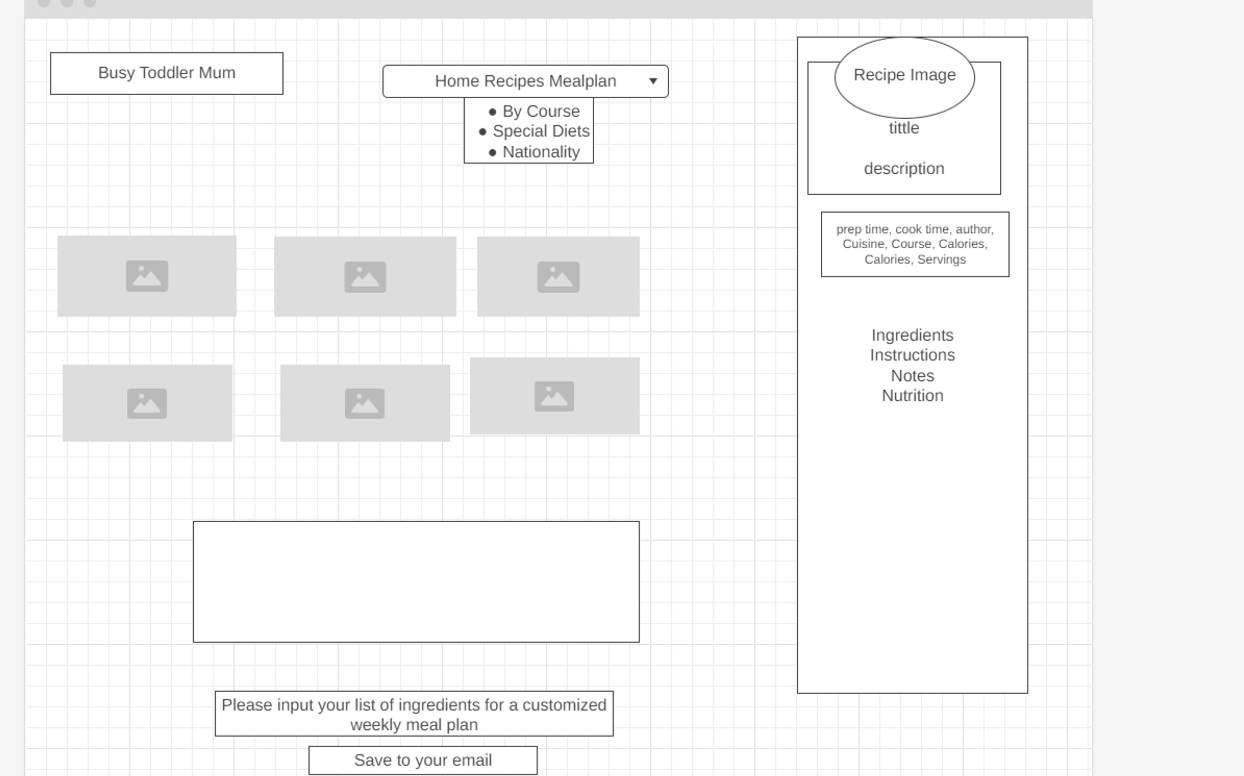 Busy Toddler Mum
Home Recipes Mealplan
● By Course
● Special Diets
● Nationality
Please input your list of ingredients for a customized
weekly meal plan
Save to your email
Recipe Image
tittle
description
prep time, cook time, author,
Cuisine, Course, Calories,
Calories, Servings
Ingredients
Instructions
Notes
Nutrition